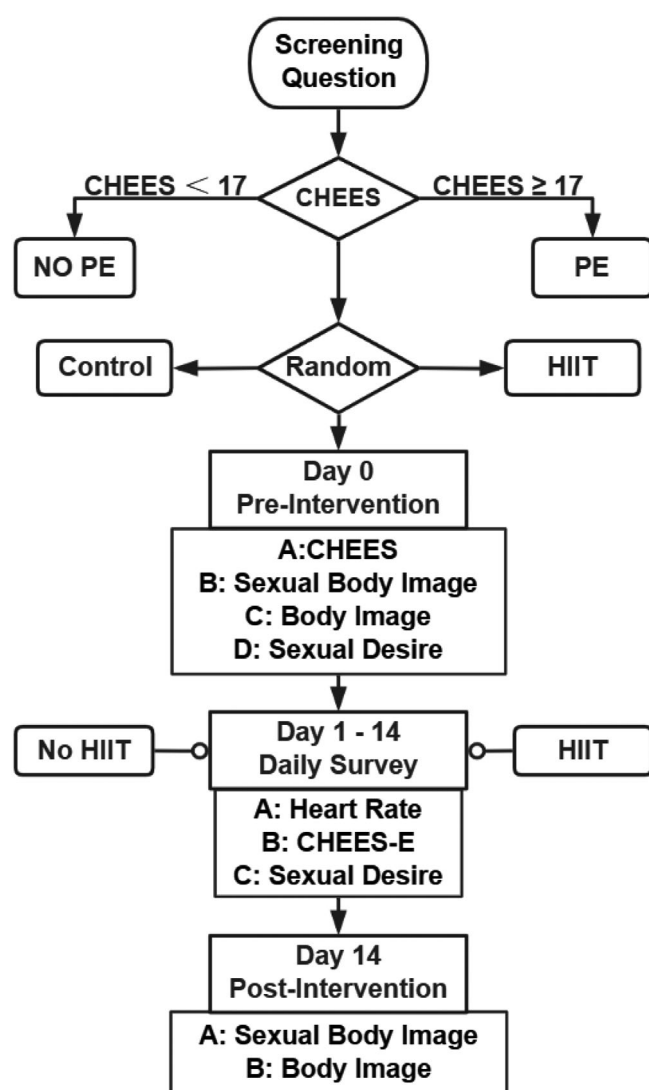 Screening
Question
CHEES < 17
CHEES
CHEES ≥ 17
NO PE
PE
Control
Random
HIIT
Day 0
Pre-Intervention
A:CHEES
B: Sexual Body Image
C: Body Image
D: Sexual Desire
No HIIT
Day 1 - 14
Daily Survey
HIIT
A: Heart Rate
B: CHEES-E
C: Sexual Desire
Day 14
Post-Intervention
A: Sexual Body Image
B: Body Image